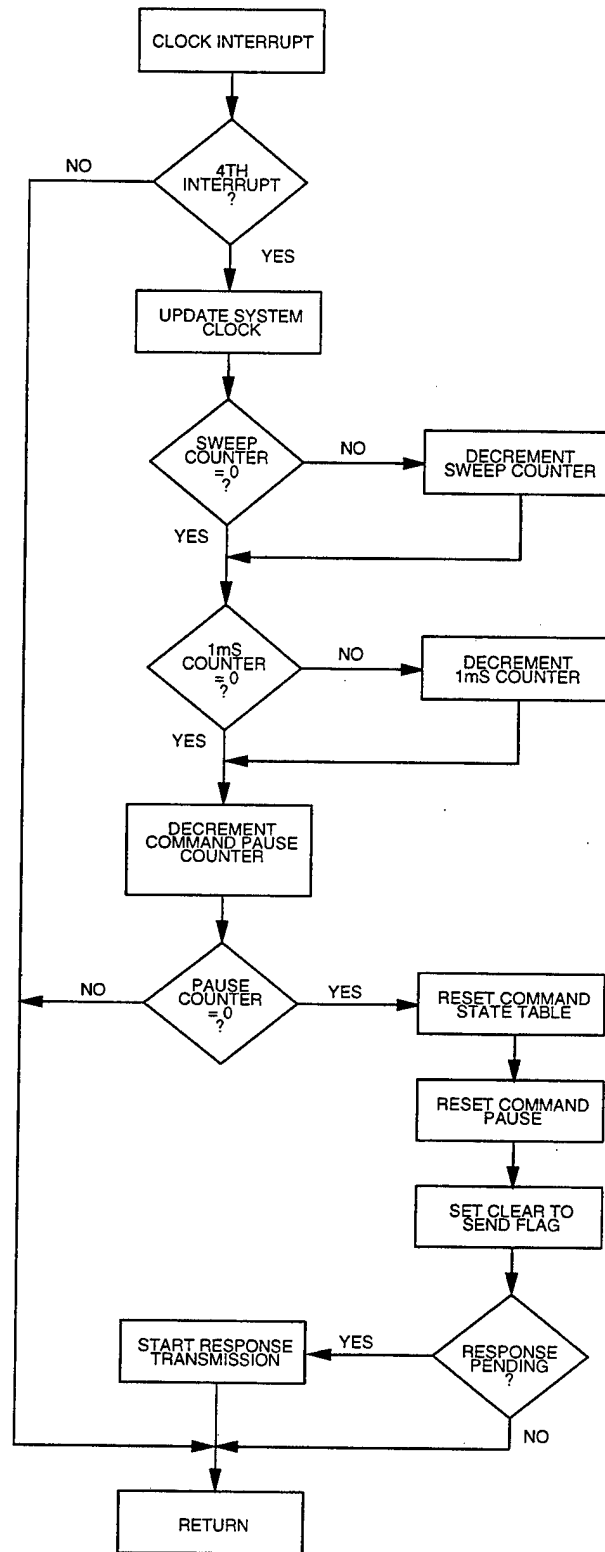 CLOCK INTERRUPT
4TH
INTERRUPT
?
NO
YES
UPDATE SYSTEM
CLOCK
SWEEP
COUNTER
= 0
?
NO
DECREMENT
SWEEP COUNTER
YES
1mS
COUNTER
= 0
?
NO
DECREMENT
1mS COUNTER
YES
DECREMENT
COMMAND PAUSE
COUNTER
PAUSE
COUNTER
= 0
?
NO
YES
RESET COMMAND
STATE TABLE
RESET COMMAND
PAUSE
SET CLEAR TO
SEND FLAG
RESPONSE
PENDING
?
YES
START RESPONSE
TRANSMISSION
NO
RETURN